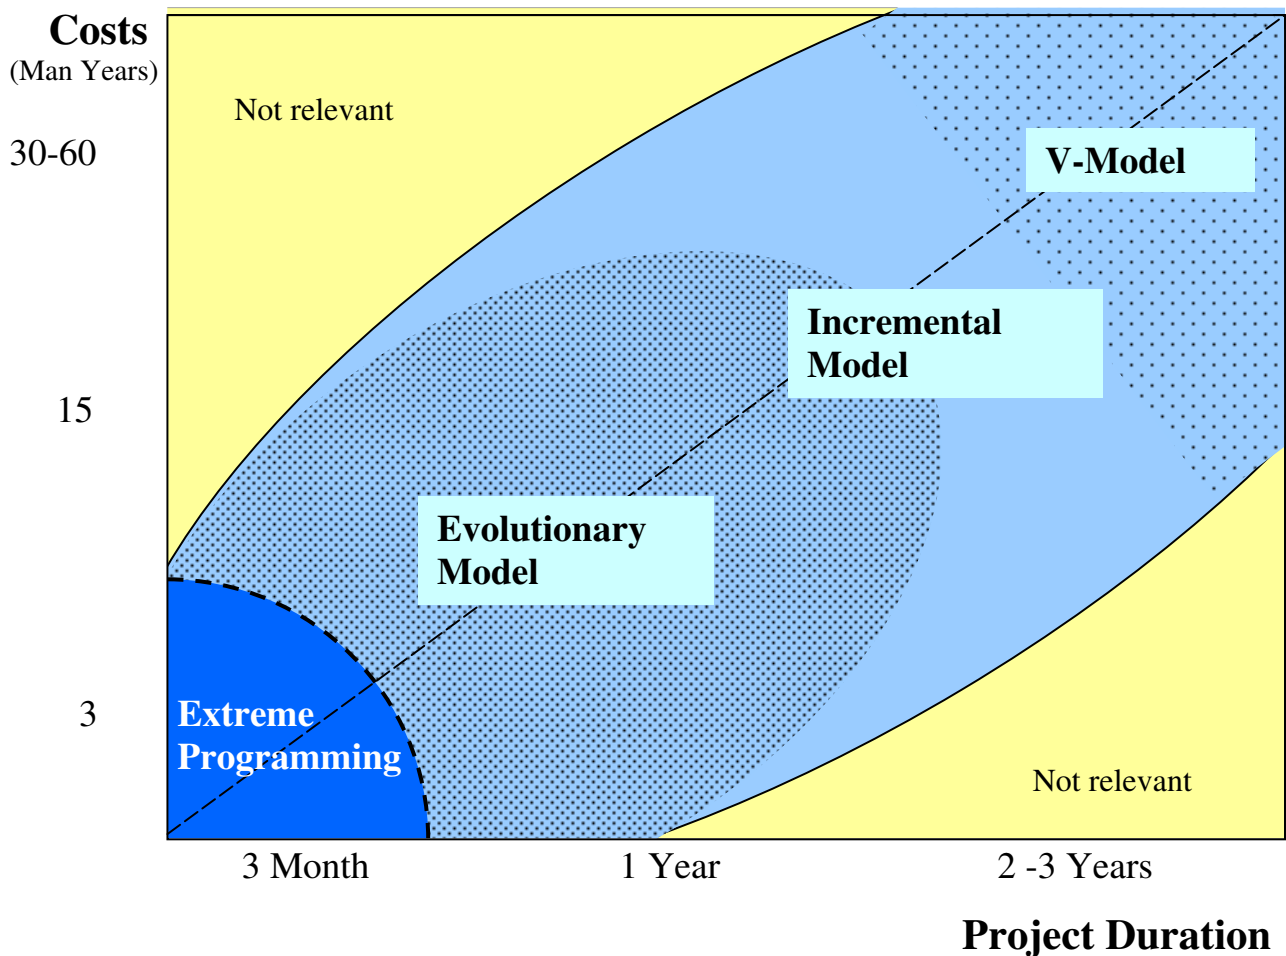 Costs
(Man Years)
Not relevant
30-60
V-Model
Incremental
Model
15
Evolutionary
Model
3
Extreme
Programming
Not relevant
3 Month
1 Year
2 -3 Years
Project Duration